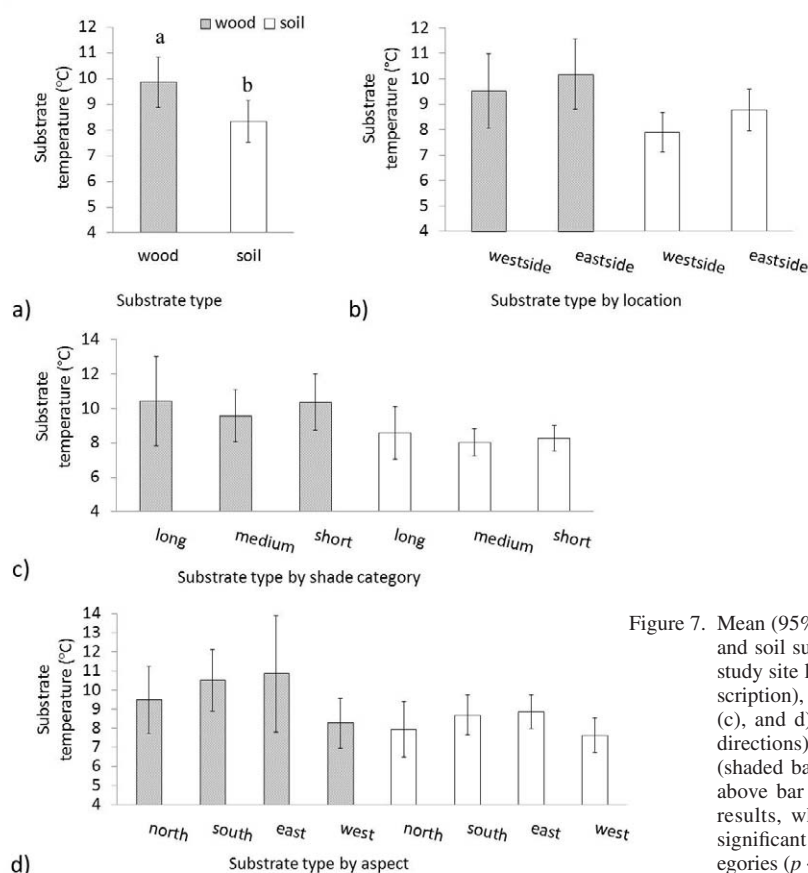 wood soil
12
11
10
9
8
7
6
5
4
Substrate
temperature (°C)
a
b
wood soil
a) Substrate type
12
11
10
9
8
7
6
5
4
Substrate
temperature (°C)
westside eastside westside eastside
b) Substrate type by location
14
12
10
8
6
4
Substrate
temperature (°C)
long medium short long medium short
c) Substrate type by shade category
14
13
12
11
10
9
8
7
6
5
4
Substrate
temperature (°C)
north south east west north south east west
d) Substrate type by aspect
Figure 7. Mean (95%
and soil su
study site
scription),
(c), and d)
directions)
(shaded ba
above bar
results, wh
significant
egories (p